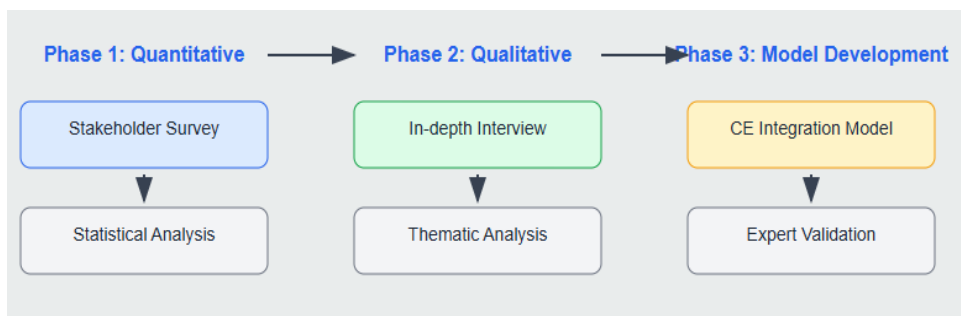 Phase 1: Quantitative
Phase 2: Qualitative
Phase 3: Model Development
Stakeholder Survey
In-depth Interview
CE Integration Model
Statistical Analysis
Thematic Analysis
Expert Validation